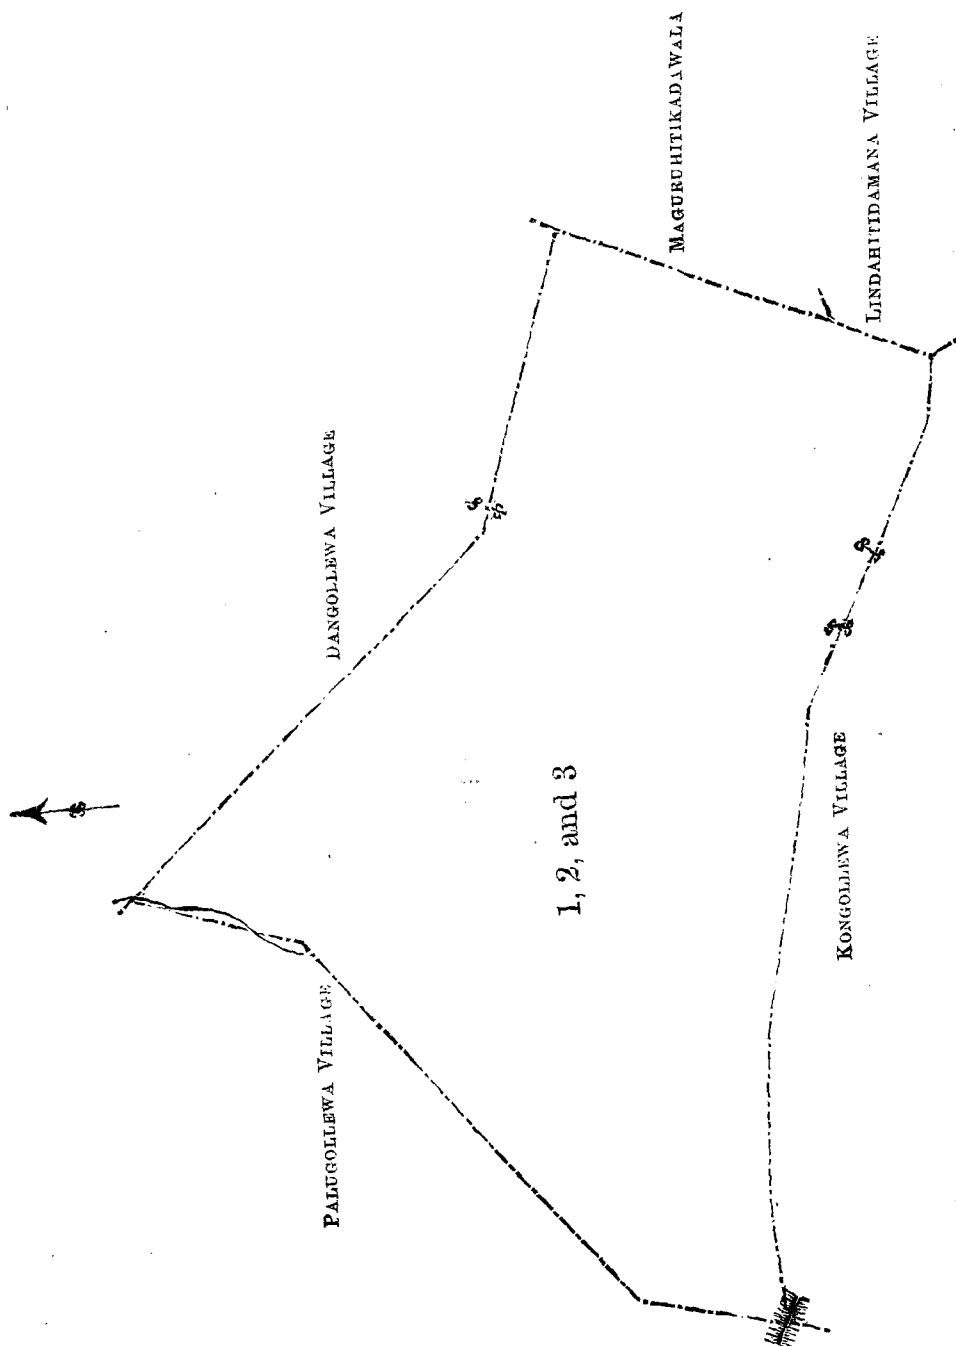 PALUGOLLEWA VILLAGE
DANGOLLEWA VILLAGE
1, 2, and 3
MAGURUHITIKADAWALA
KONGOLLEWA VILLAGE
LINDAHITIDAMANA VILLAGE